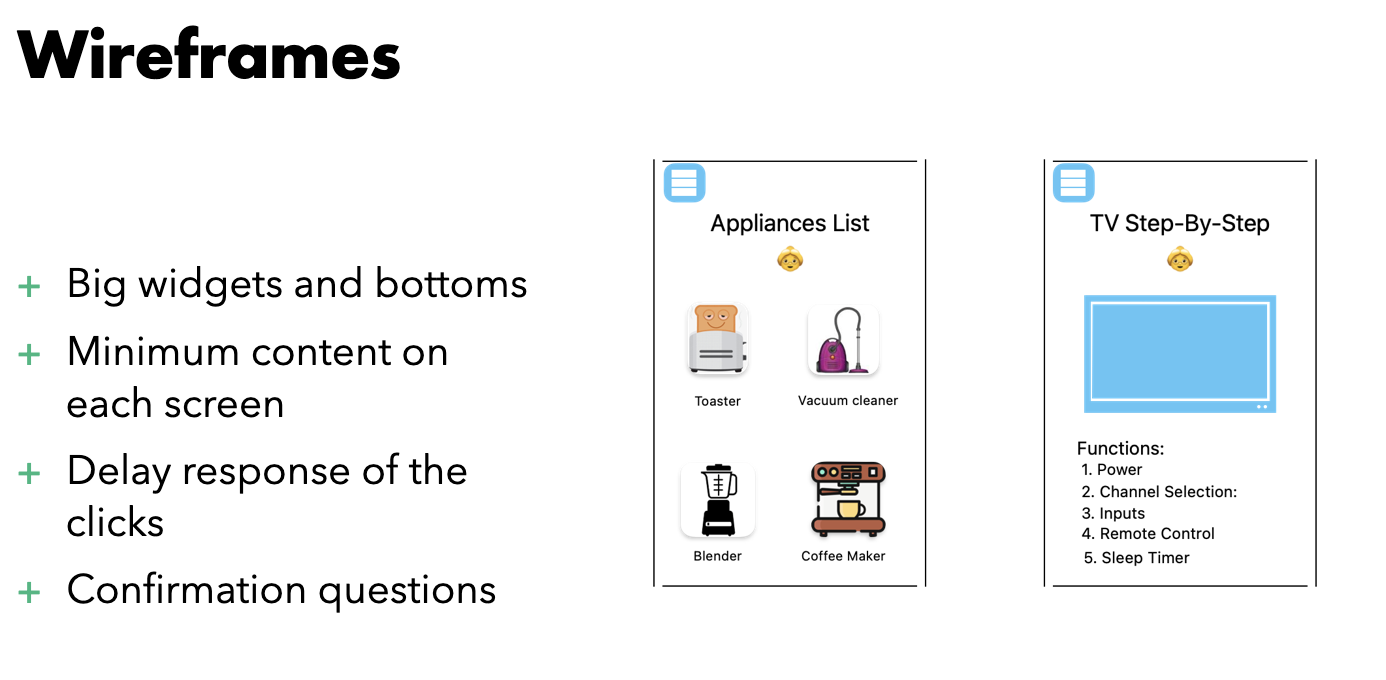 Wireframes
+ Big widgets and bottoms
+ Minimum content on
each screen
+ Delay response of the
clicks
+ Confirmation questions
Appliances List
Toaster
Vacuum cleaner
Blender
Coffee Maker
TV Step-By-Step
Functions:
1. Power
2. Channel Selection:
3. Inputs
4. Remote Control
5. Sleep Timer